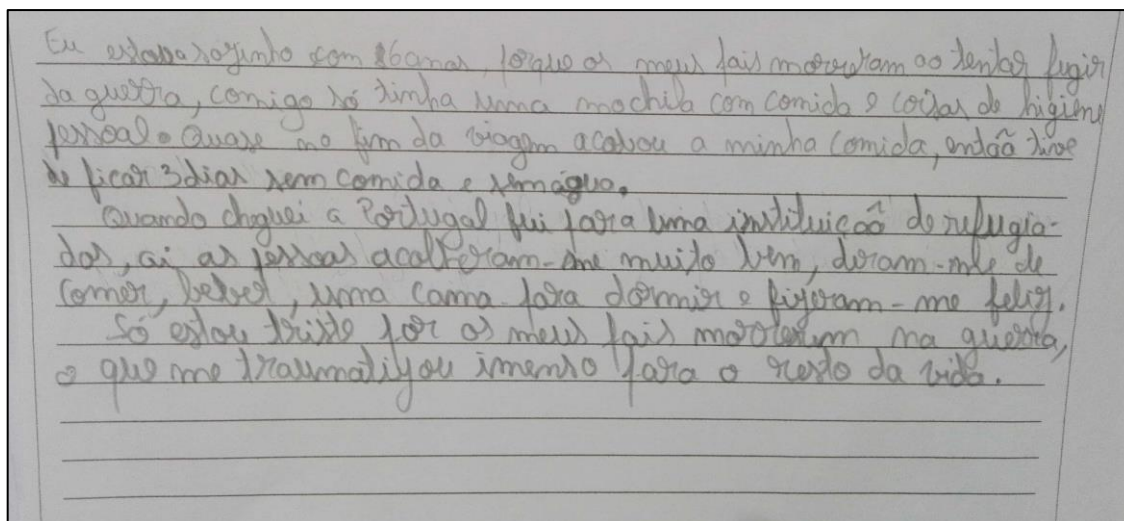 Eu estava sozinho com 16 anos, porque os meus pais morreram ao tentar fugir
da guerra, comigo só tinha uma mochila com comida e coisas de higiene
pessoal. Quase no fim da viagem acabou a minha comida, então tive
de ficar 3 dias sem comida e sem água.
Quando cheguei a Portugal fui para uma instituição de refugia-
dos, aí as pessoas acolheram-me muito bem, deram-me de
comer, beber, uma cama para dormir e fizeram-me feliz.
Só estou triste por os meus pais morrerem na guerra,
o que me traumatizou imenso para o resto da vida.